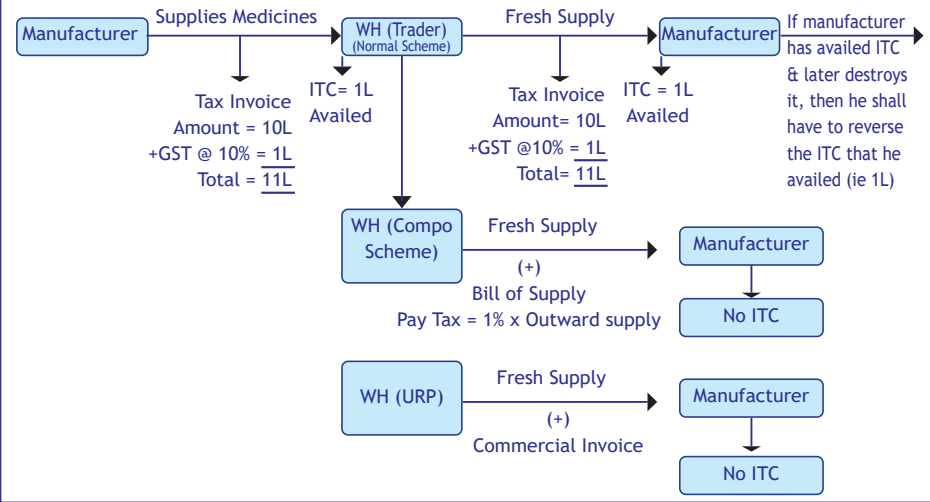 Manufacturer
Supplies Medicines
WH (Trader)
(Normal Scheme)
Fresh Supply
Manufacturer
If manufacturer
has availed ITC
& later destroys
it, then he shall
have to reverse
the ITC that he
availed (ie 1L)
Tax Invoice
Amount = 10L
+GST @ 10% = 1L
Total = 11L
ITC= 1L
Availed
Tax Invoice
Amount= 10L
+GST @10% = 1L
Total= 11L
ITC = 1L
Availed
WH (Compo
Scheme)
Fresh Supply
(+)
Bill of Supply
Pay Tax = 1% x Outward supply
Manufacturer
No ITC
WH (URP)
Fresh Supply
(+)
Commercial Invoice
Manufacturer
No ITC